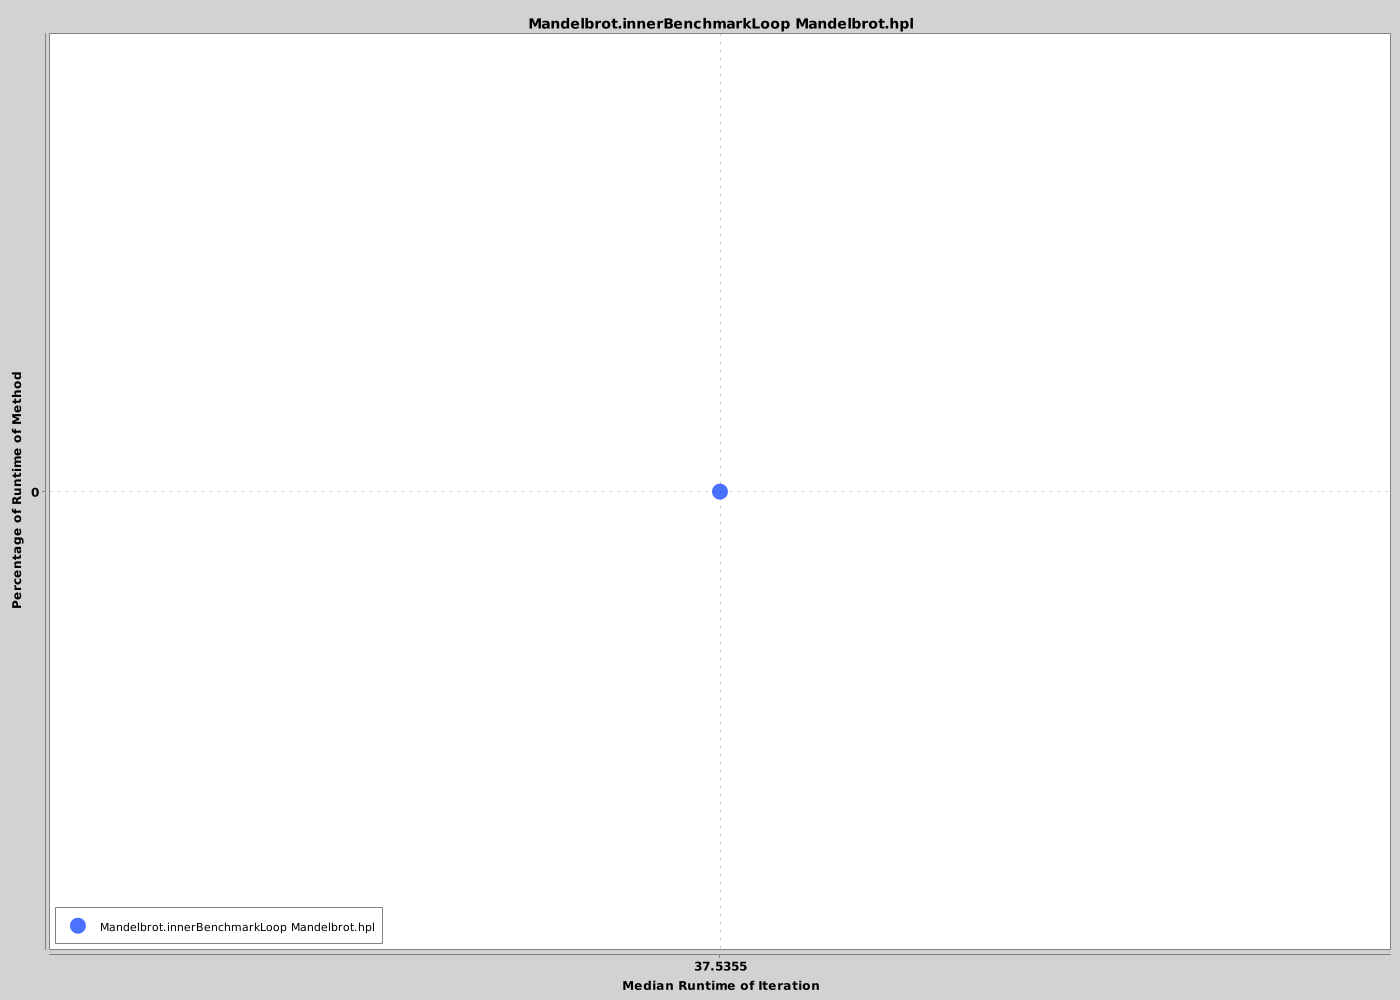 Mandelbrot.innerBenchmarkLoop Mandelbrot.hpl
Percentage of Runtime of Method
0
Mandelbrot.innerBenchmarkLoop Mandelbrot.hpl
37.5355
Median Runtime of Iteration